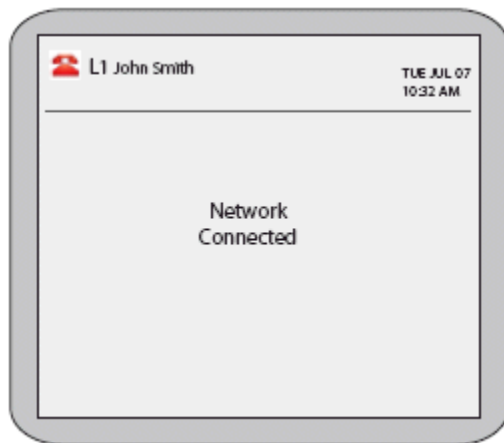 L1 John Smith
TUE JUL 07
10:32 AM
Network
Connected